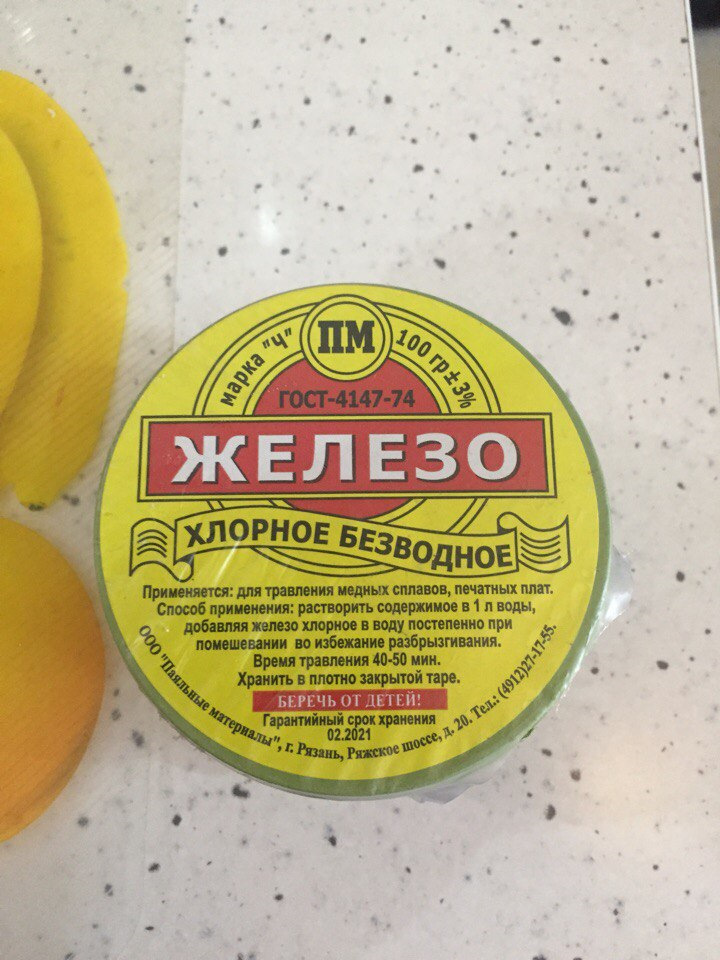 марка "Ч"
ПМ
100 гр±3%
ГОСТ-4147-74
ЖЕЛЕЗО
ХЛОРНОЕ БЕЗВОДНОЕ
Применяется: для травления медных сплавов, печатных плат.
Способ применения: растворить содержимое в 1 л воды,
добавляя железо хлорное в воду постепенно при
помешевании во избежание разбрызгивания.
Время травления 40-50 мин.
Хранить в плотно закрытой таре.
БЕРЕЧЬ ОТ ДЕТЕЙ!
Гарантийный срок хранения
02.2021
ООО "Паяльные материалы", г. Рязань, Ряжское шоссе, д. 20. Тел.: (4912)27-17-55.